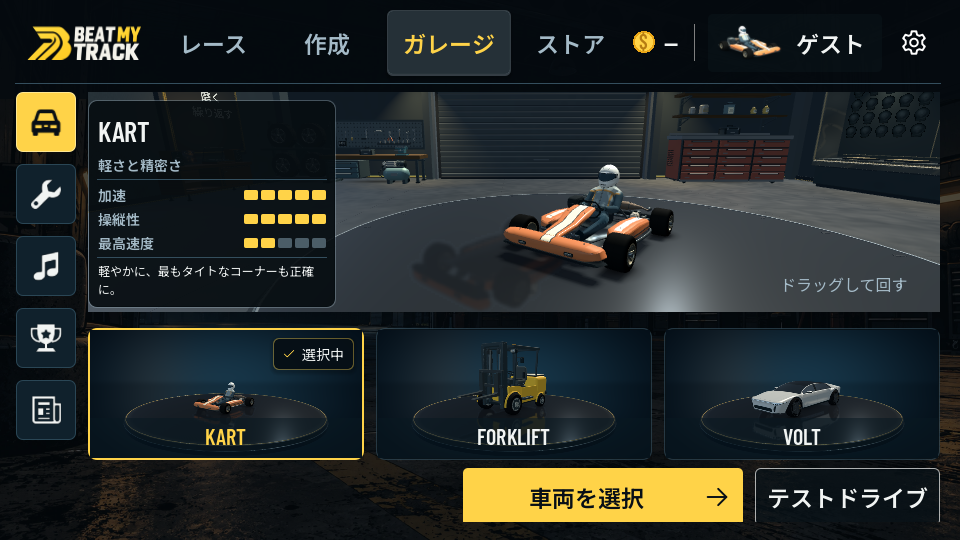 BEAT MY TRACK
レース
作成
ガレージ
ストア
–
ゲスト
KART
軽さと精密さ
加速
操縦性
最高速度
軽やかに、最もタイトなコーナーも正確
に。
ドラッグして回す
選択中
KART
FORKLIFT
VOLT
車両を選択
テストドライブ